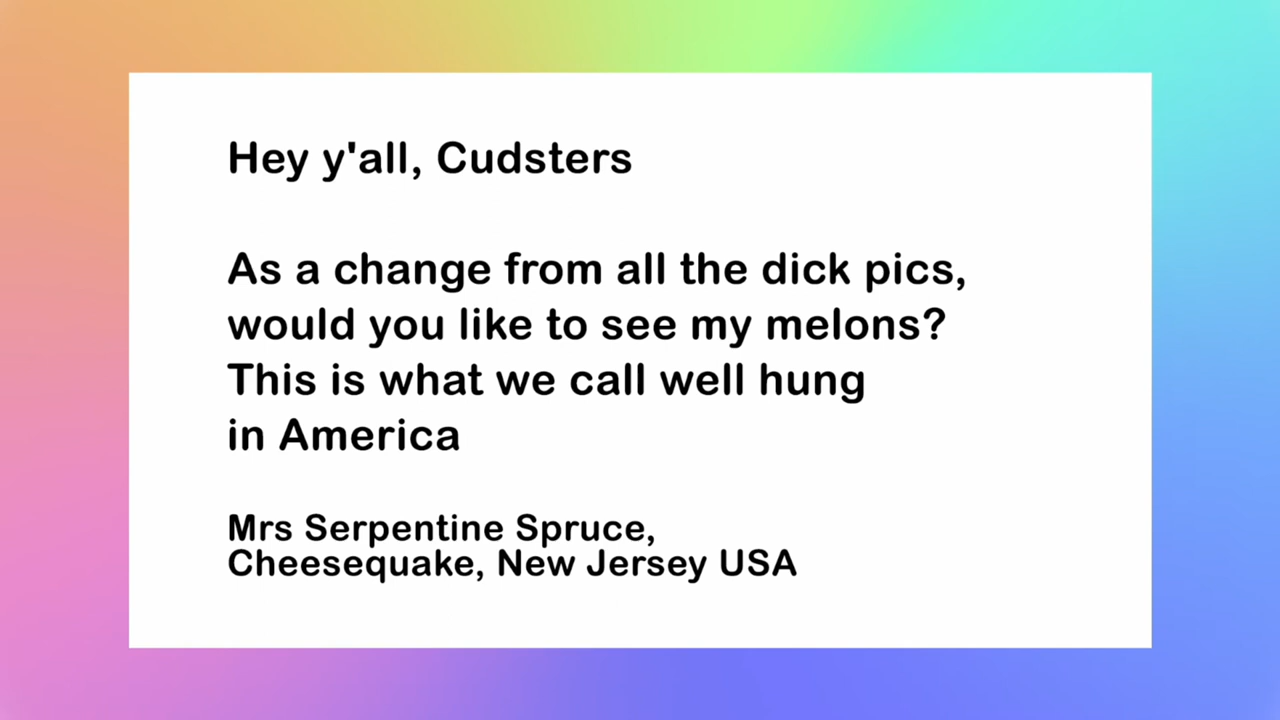 Hey y'all, Cudsters
As a change from all the dick pics,
would you like to see my melons?
This is what we call well hung
in America
Mrs Serpentine Spruce,
Cheesequake, New Jersey USA